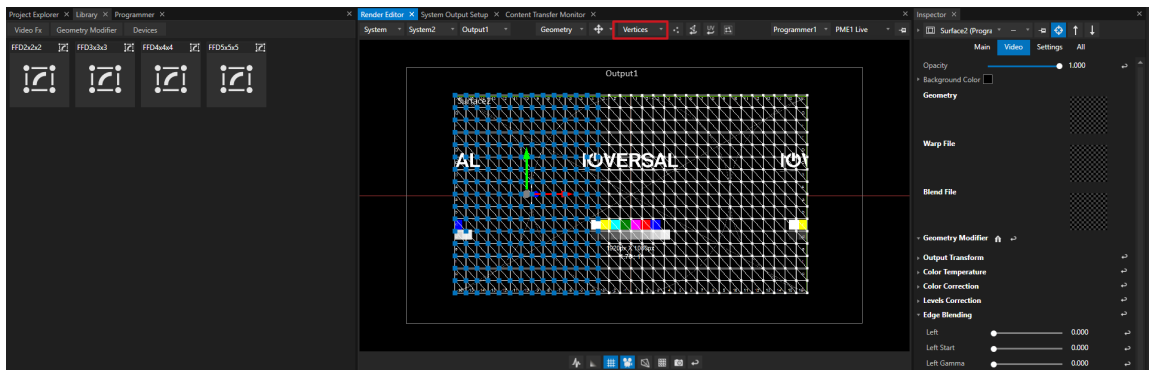 Project Explorer × Library × Programmer ×
Video Fx Geometry Modifier Devices
FFD2x2x2 FFD3x3x3 FFD4x4x4 FFD5x5x5
Render Editor × System Output Setup × Content Transfer Monitor ×
System System2 Output1 Geometry Vertices UV Programmer1 PME1 Live
Output1
Surface2
AL IOVERSAL IOV
Inspector ×
Surface2 (Progra
Main Video Settings All
Opacity 1.000
Background Color
Geometry
Warp File
Blend File
Geometry Modifier
Output Transform
Color Temperature
Color Correction
Levels Correction
Edge Blending
Left 0.000
Left Start 0.000
Left Gamma 0.000